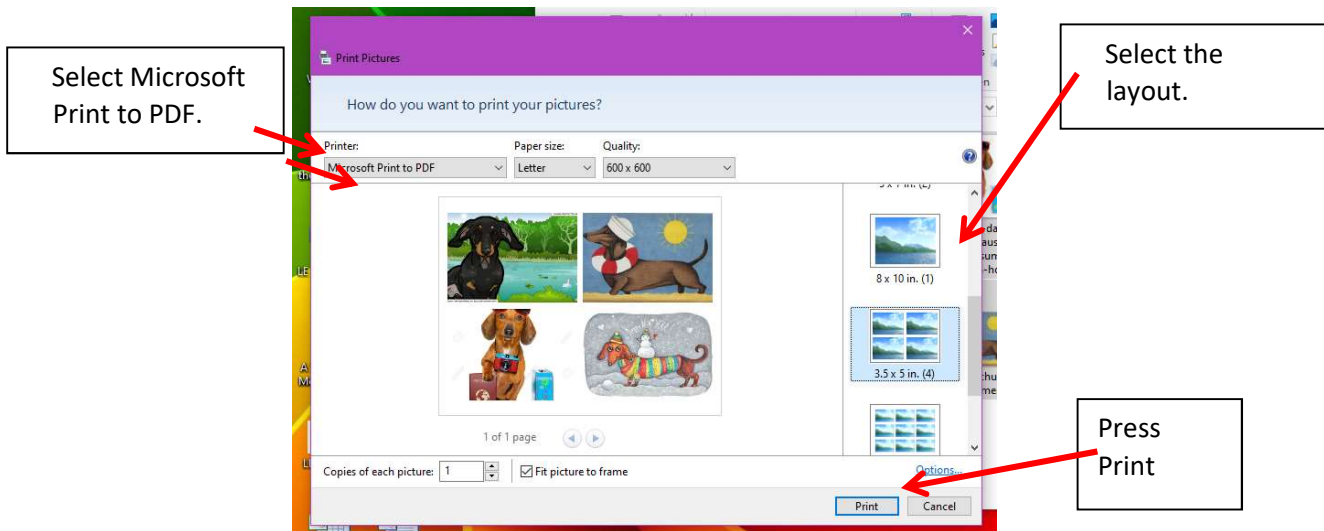 Select Microsoft
Print to PDF.
Select the
layout.
Print Pictures
How do you want to print your pictures?
Printer:
Paper size:
Quality:
Microsoft Print to PDF
Letter
600 x 600
8 x 10 in. (1)
3.5 x 5 in. (4)
1 of 1 page
Copies of each picture:
1
Fit picture to frame
Options...
Print
Cancel
Press
Print